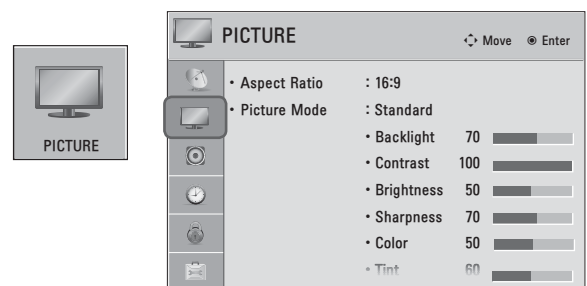 PICTURE
PICTURE
Move Enter
• Aspect Ratio : 16:9
• Picture Mode : Standard
• Backlight 70
• Contrast 100
• Brightness 50
• Sharpness 70
• Color 50
• Tint 60